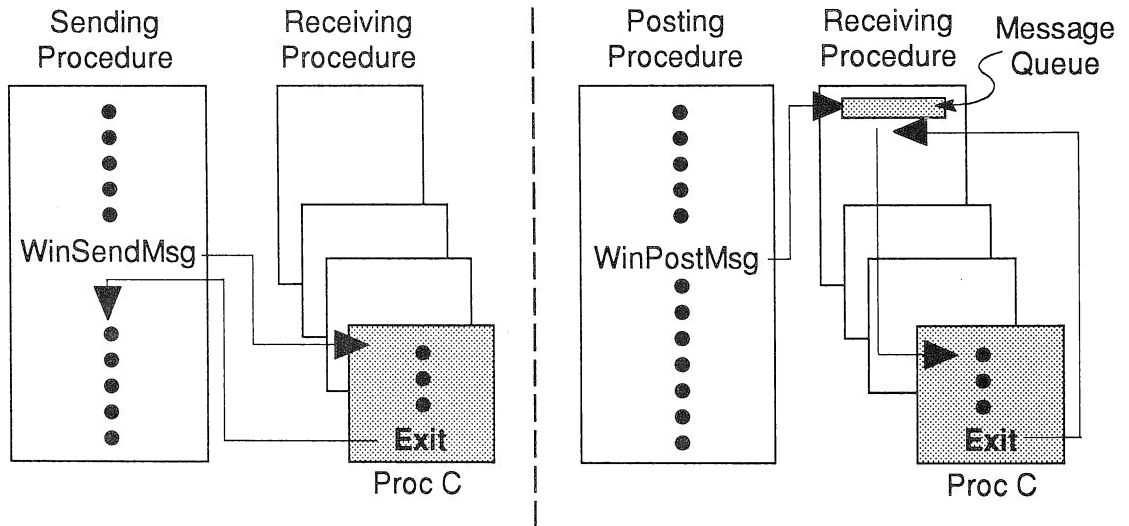 Sending
Procedure
Receiving
Procedure
WinSendMsg
Exit
Proc C
Posting
Procedure
Receiving
Procedure
Message
Queue
WinPostMsg
Exit
Proc C